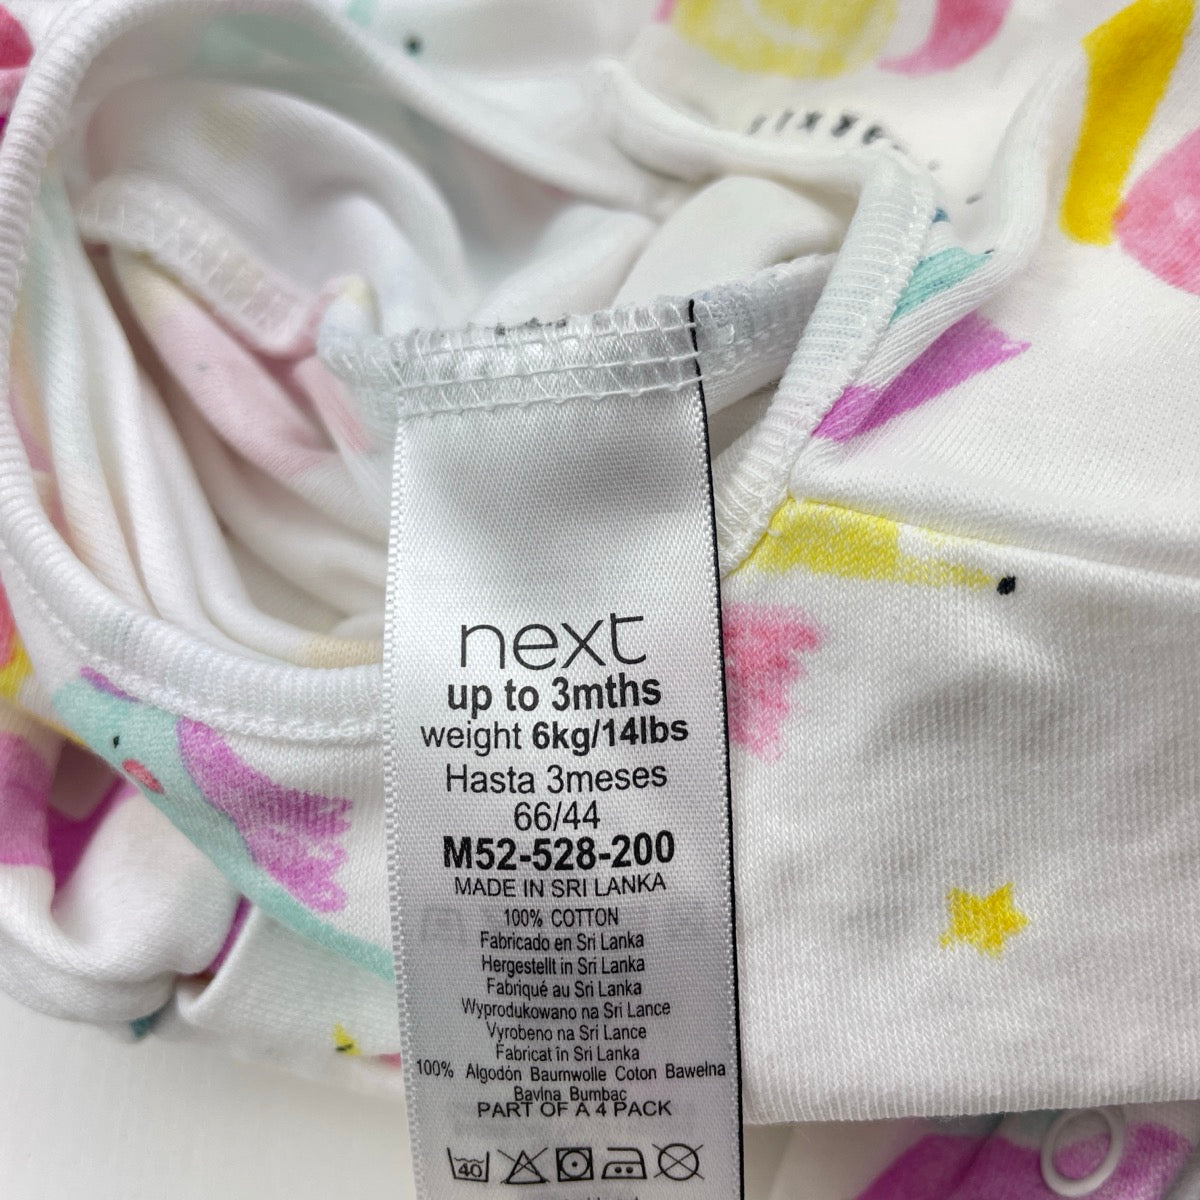 next
up to 3mths
weight 6kg/14lbs
Hasta 3meses
66/44
M52-528-200
MADE IN SRI LANKA
100% COTTON
Fabricado en Sri Lanka
Hergestellt in Sri Lanka
Fabriqué au Sri Lanka
Wyprodukowano na Sri Lance
Vyrobeno na Sri Lance
Fabricat în Sri Lanka
100% Algodón Baumwolle Coton Bawełna
Bavlna Bumbac
PART OF A 4 PACK
40